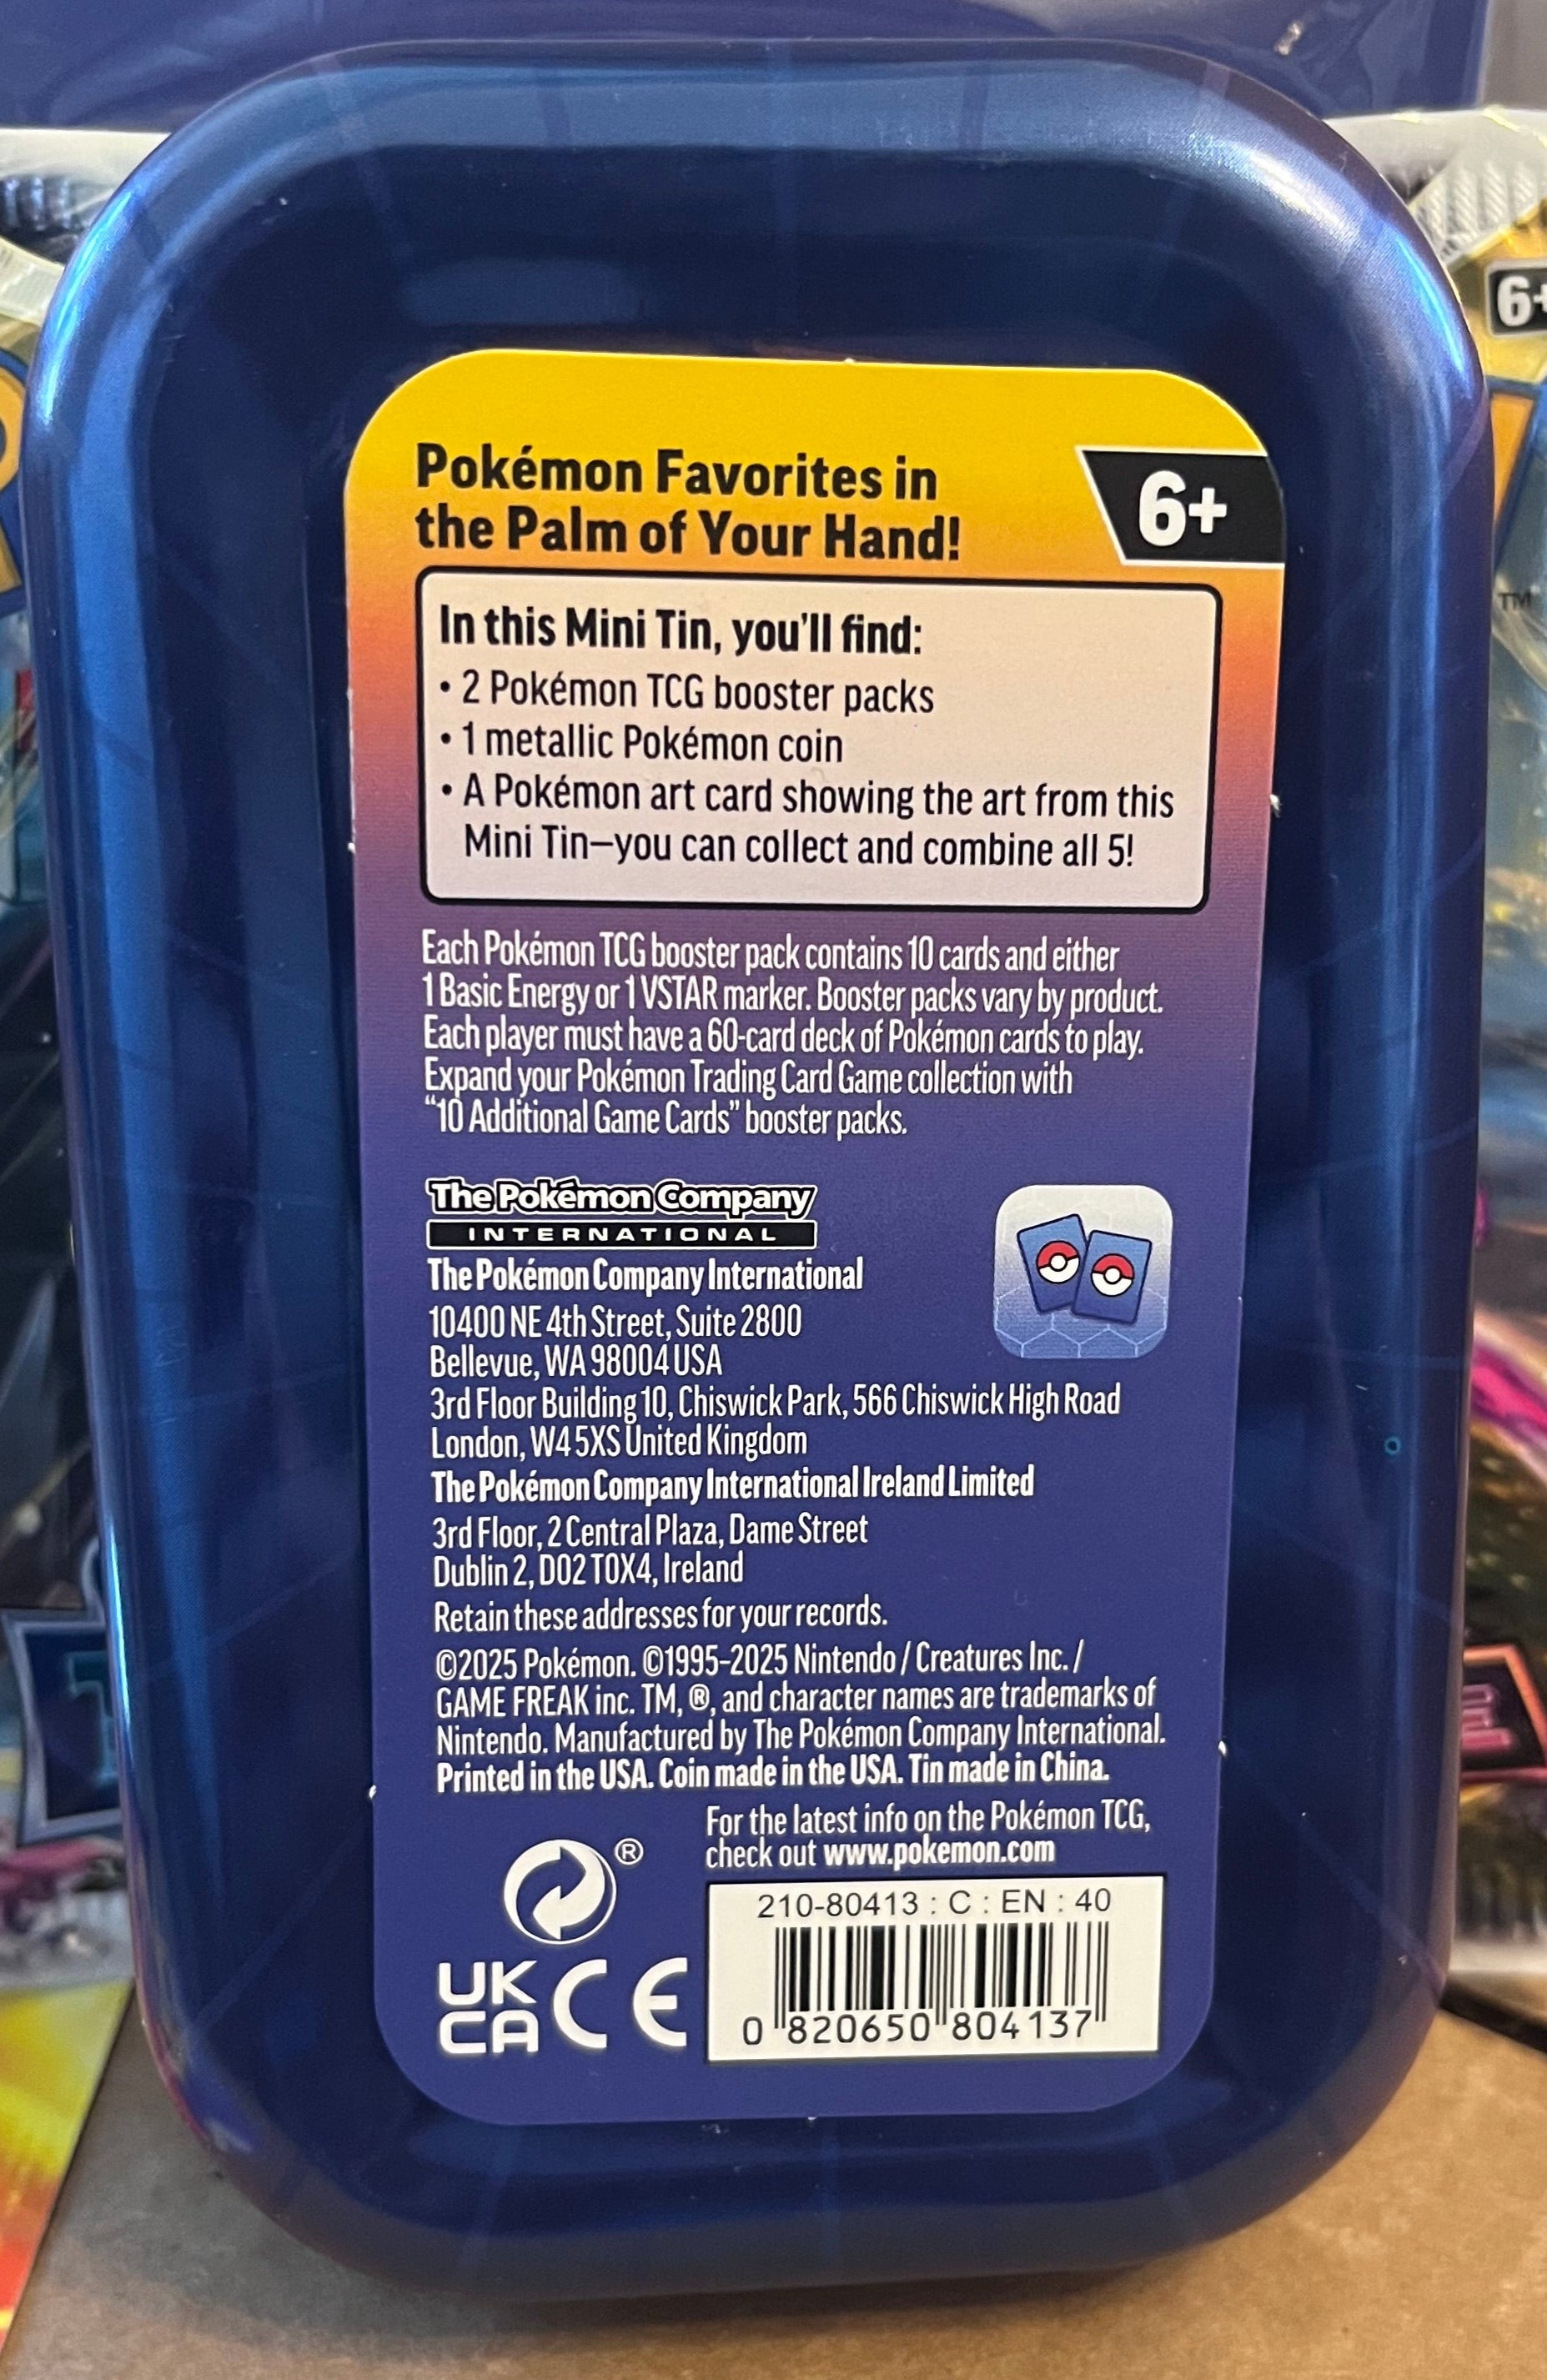 Pokémon Favorites in
the Palm of Your Hand!
6+
In this Mini Tin, you'll find:
• 2 Pokémon TCG booster packs
• 1 metallic Pokémon coin
• A Pokémon art card showing the art from this
Mini Tin—you can collect and combine all 5!
Each Pokémon TCG booster pack contains 10 cards and either
1 Basic Energy or 1 VSTAR marker. Booster packs vary by product.
Each player must have a 60-card deck of Pokémon cards to play.
Expand your Pokémon Trading Card Game collection with
“10 Additional Game Cards” booster packs.
The Pokémon Company
INTERNATIONAL
The Pokémon Company International
10400 NE 4th Street, Suite 2800
Bellevue, WA 98004 USA
3rd Floor Building 10, Chiswick Park, 566 Chiswick High Road
London, W4 5XS United Kingdom
The Pokémon Company International Ireland Limited
3rd Floor, 2 Central Plaza, Dame Street
Dublin 2, D02 T0X4, Ireland
Retain these addresses for your records.
©2025 Pokémon. ©1995–2025 Nintendo / Creatures Inc. /
GAME FREAK inc. TM, ®, and character names are trademarks of
Nintendo. Manufactured by The Pokémon Company International.
Printed in the USA. Coin made in the USA. Tin made in China.
For the latest info on the Pokémon TCG,
check out www.pokemon.com
®
UK
CA CE
210-80413 : C : EN : 40
0 820650 804137
6+
TM